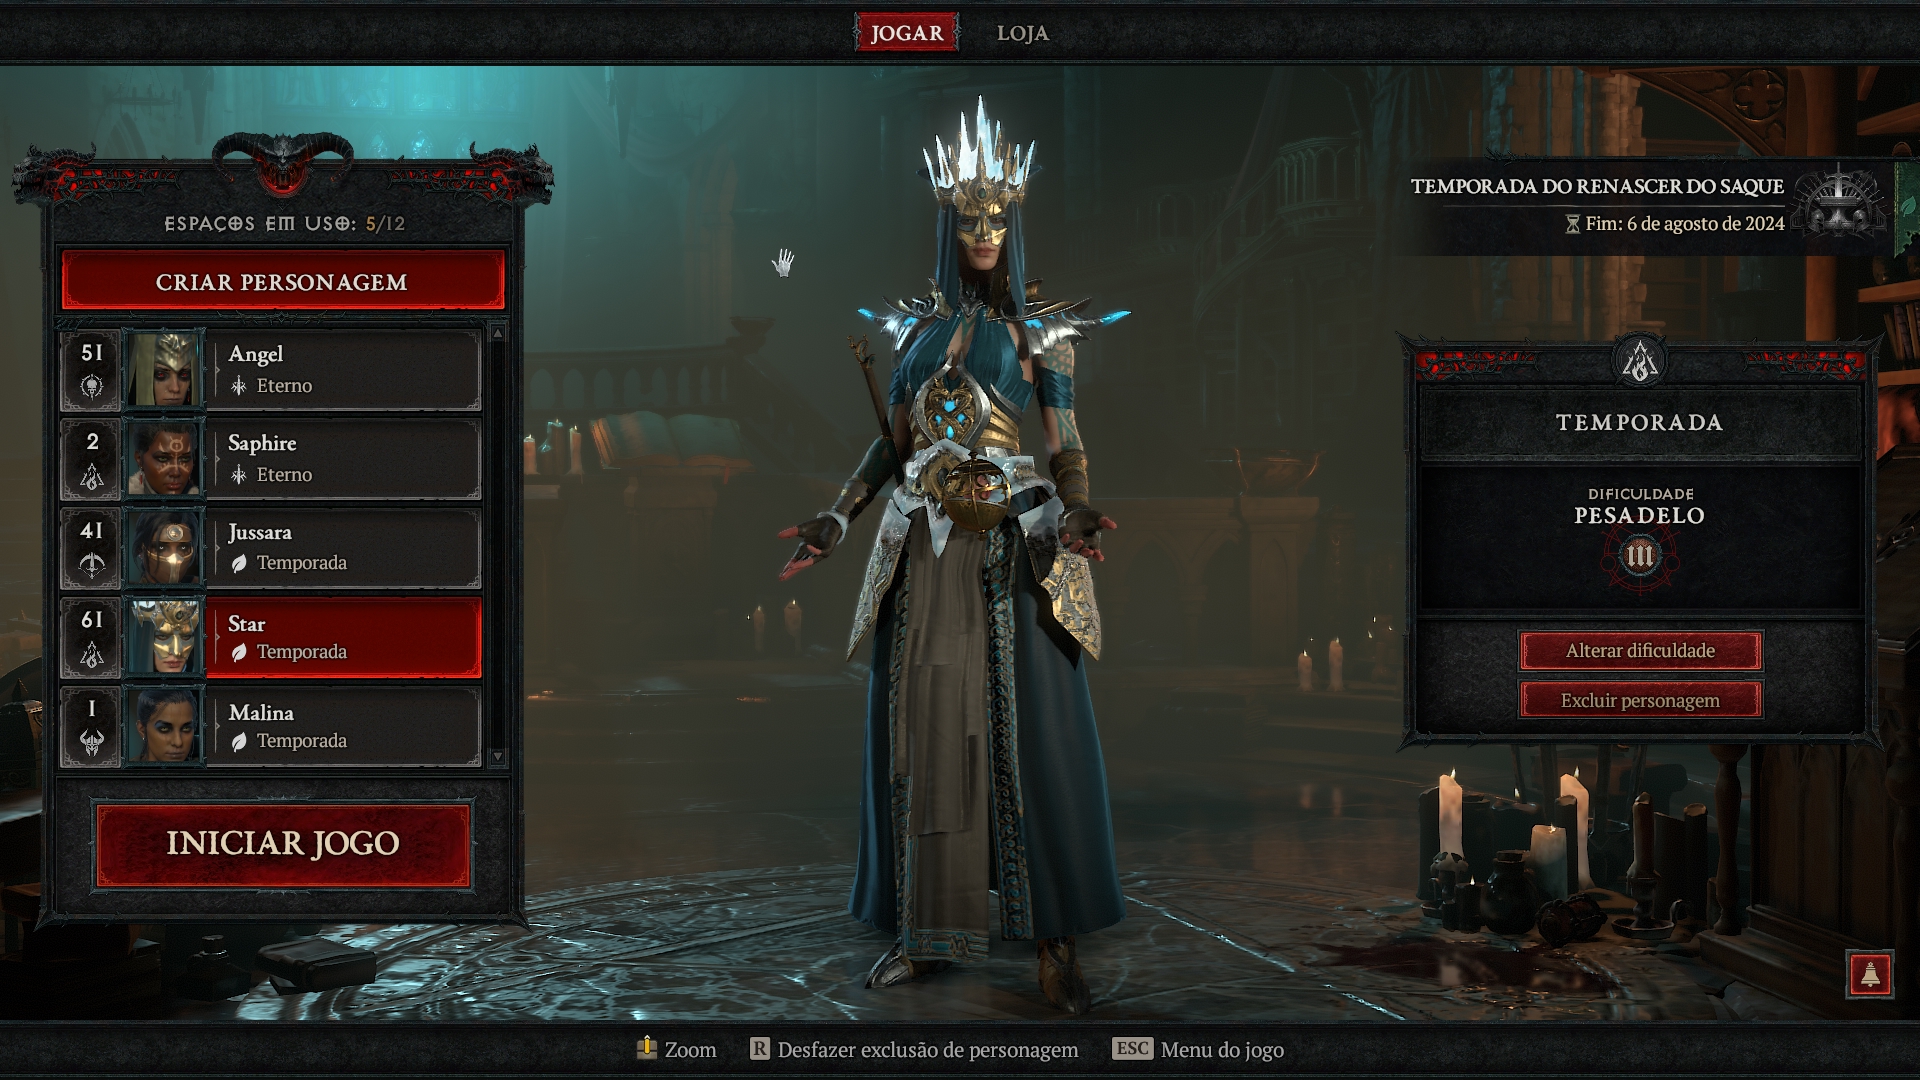 JOGAR
LOJA
ESPAÇOS EM USO: 5/12
CRIAR PERSONAGEM
51
Angel
Eterno
2
Saphire
Eterno
41
Jussara
Temporada
61
Star
Temporada
1
Malina
Temporada
INICIAR JOGO
TEMPORADA DO RENASCER DO SAQUE
Fim: 6 de agosto de 2024
TEMPORADA
DIFICULDADE
PESADELO
III
Alterar dificuldade
Excluir personagem
Zoom
R Desfazer exclusão de personagem
ESC Menu do jogo